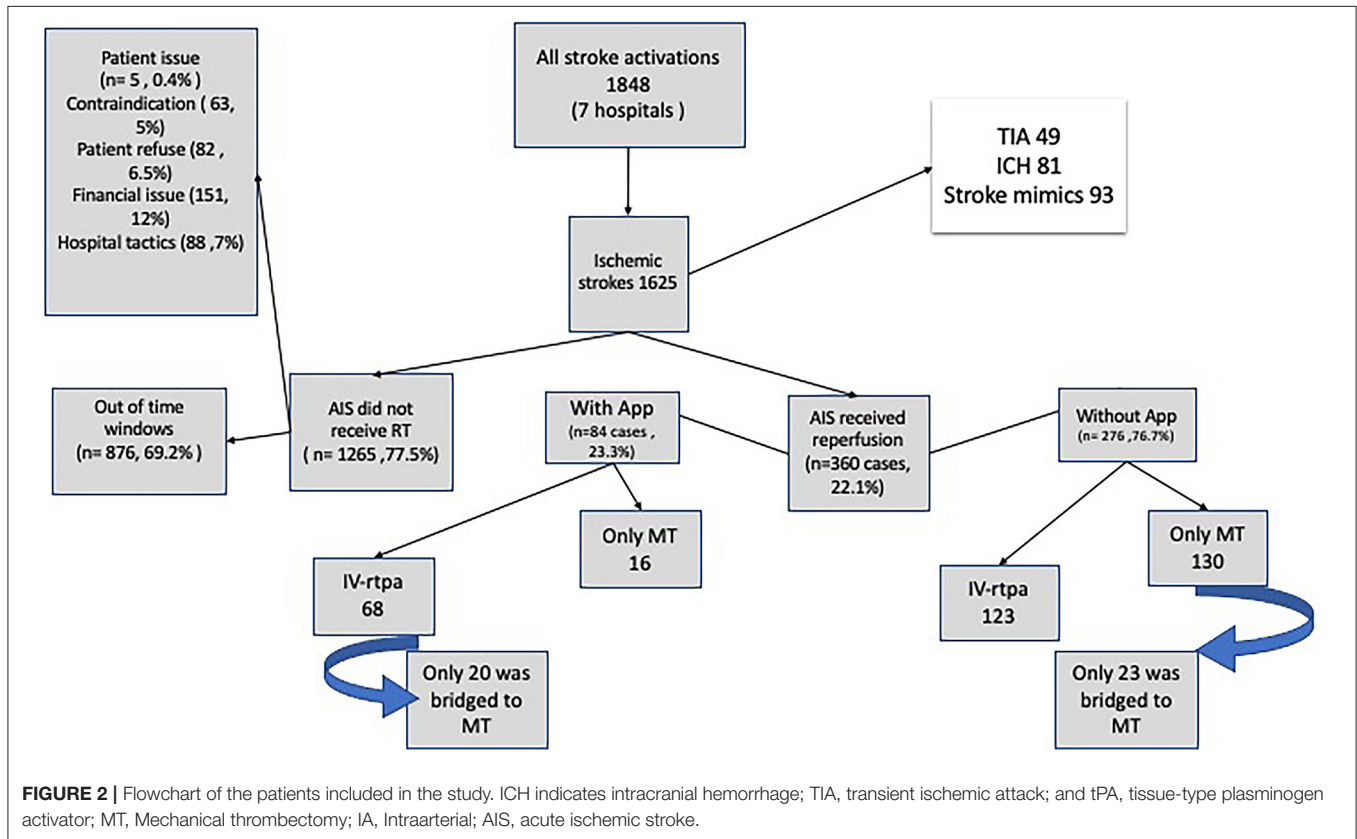 All stroke activations
1848
(7 hospitals )
Patient issue
(n= 5 , 0.4% )
Contraindication ( 63,
5%)
Patient refuse (82 ,
6.5%)
Financial issue (151,
12%)
Hospital tactics (88 ,7%)
TIA 49
ICH 81
Stroke mimics 93
Ischemic
strokes 1625
Out of time
windows
(n= 876, 69.2% )
AIS did not
receive RT
( n= 1265 ,77.5%)
With App
(n=84 cases ,
23.3%)
AIS received
reperfusion
(n=360 cases,
22.1%)
Without App
(n= 276 ,76.7%)
IV-rtpa
68
Only MT
16
IV-rtpa
123
Only MT
130
Only 20 was
bridged to
MT
Only 23 was
bridged to
MT
FIGURE 2 | Flowchart of the patients included in the study. ICH indicates intracranial hemorrhage; TIA, transient ischemic attack; and tPA, tissue-type plasminogen
activator; MT, Mechanical thrombectomy; IA, Intraarterial; AIS, acute ischemic stroke.